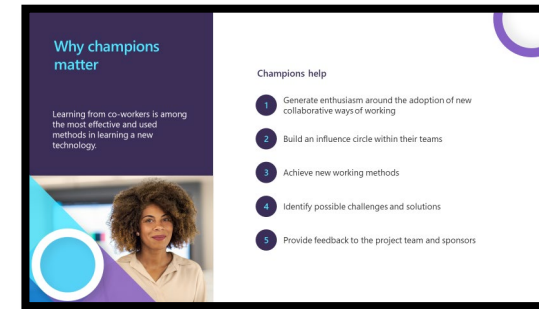 Why champions
matter
Learning from co-workers is among
the most effective and used
methods in learning a new
technology.
Champions help
1 Generate enthusiasm around the adoption of new
collaborative ways of working
2 Build an influence circle within their teams
3 Achieve new working methods
4 Identify possible challenges and solutions
5 Provide feedback to the project team and sponsors